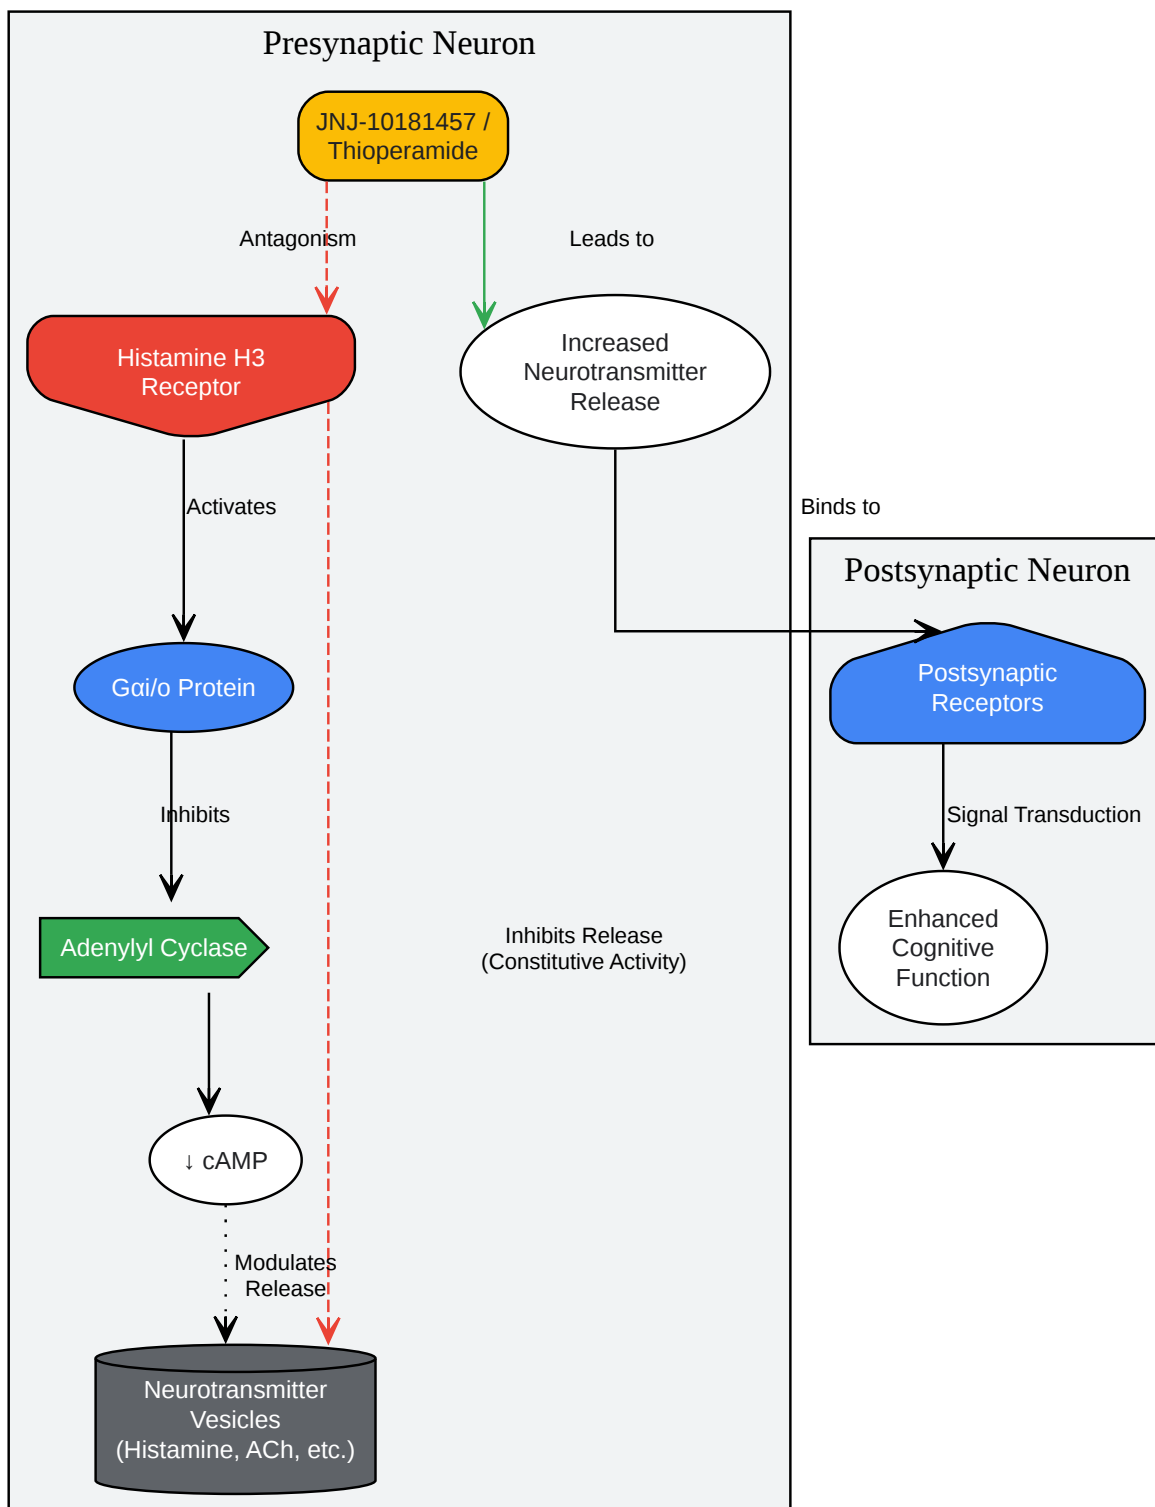 Presynaptic Neuron
JNJ-10181457 /
Thioperamide
Antagonism
Leads to
Histamine H3
Receptor
Increased
Neurotransmitter
Release
Activates
Binds to
Postsynaptic Neuron
Gαi/o Protein
Postsynaptic
Receptors
Inhibits
Signal Transduction
Adenylyl Cyclase
Inhibits Release
(Constitutive Activity)
Enhanced
Cognitive
Function
↓ cAMP
Modulates
Release
Neurotransmitter
Vesicles
(Histamine, ACh, etc.)